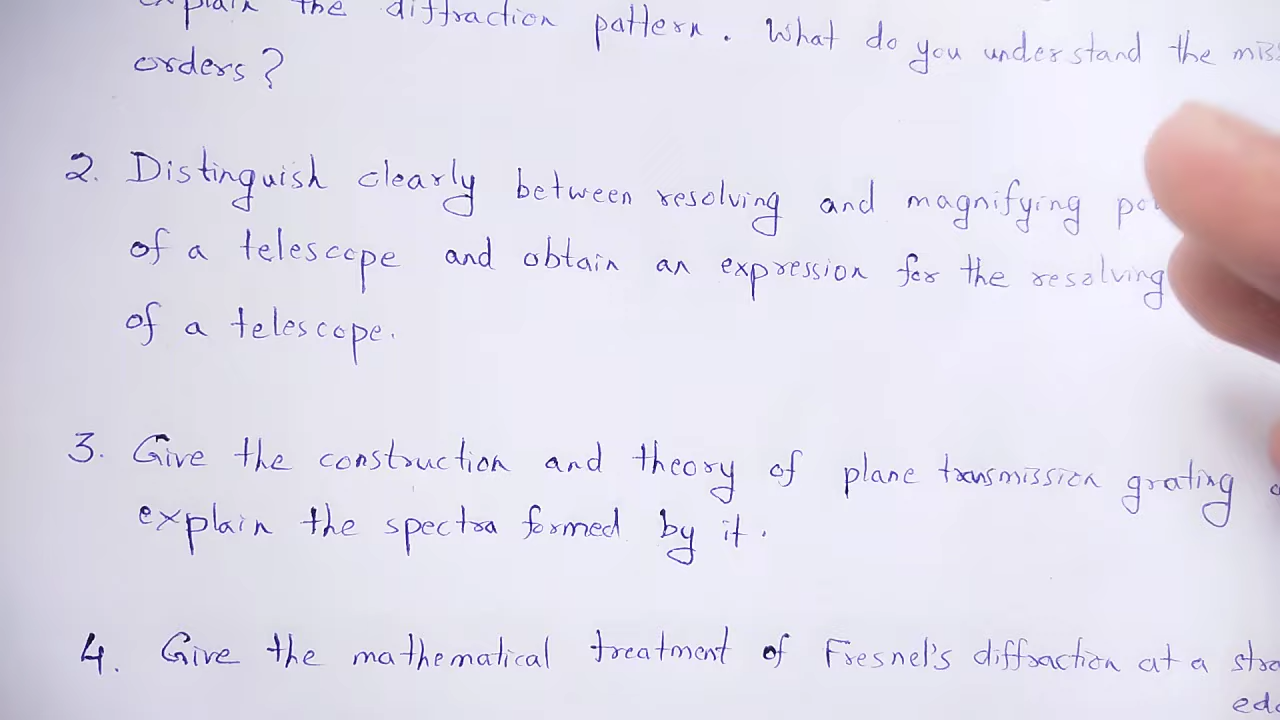 explain the diffraction pattern. What do you understand the
orders?
2. Distinguish clearly between resolving and magnifying
of a telescope and obtain an expression for the resolving
of a telescope.
3. Give the construction and theory of plane transmission grating
explain the spectra formed by it.
4. Give the mathematical treatment of Fresnel's diffraction at a